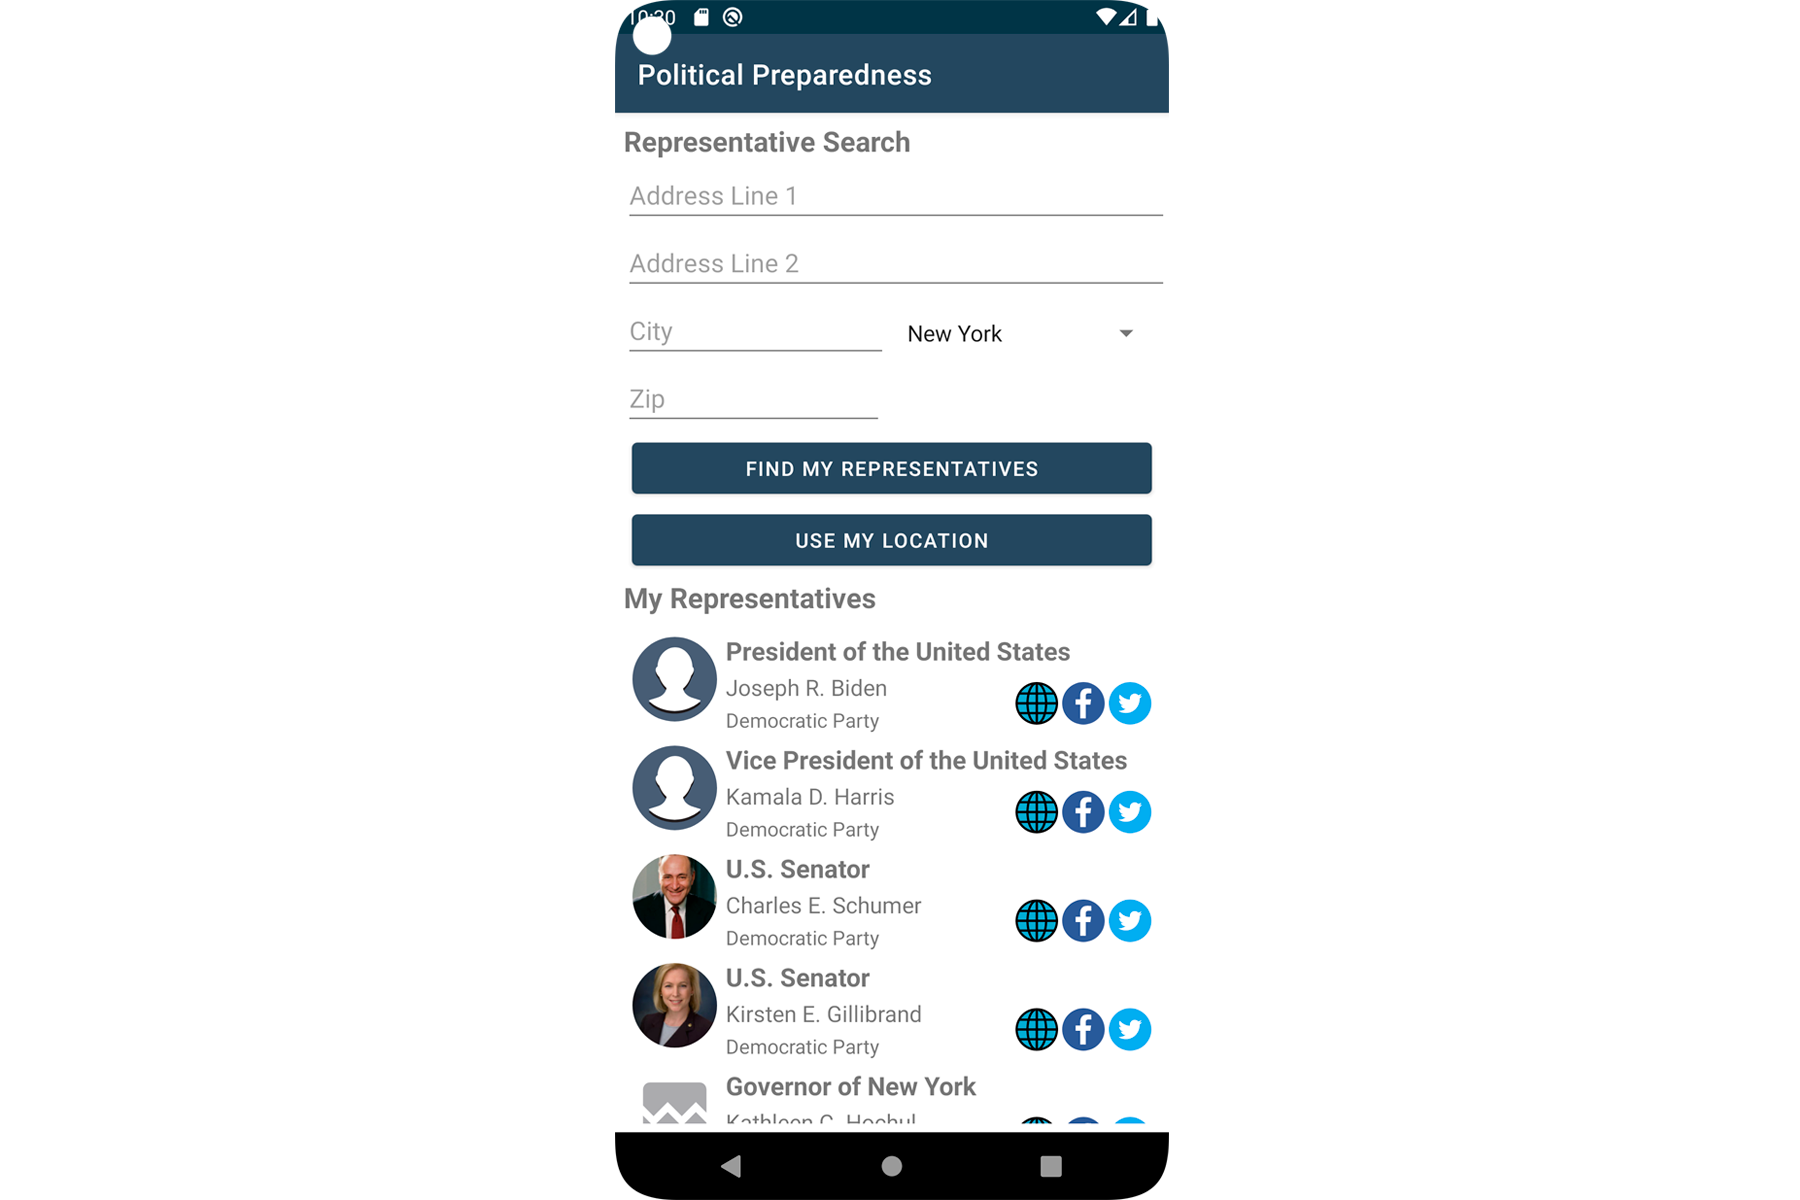 10:20
Political Preparedness
Representative Search
Address Line 1
Address Line 2
City
New York
Zip
FIND MY REPRESENTATIVES
USE MY LOCATION
My Representatives
President of the United States
Joseph R. Biden
Democratic Party
Vice President of the United States
Kamala D. Harris
Democratic Party
U.S. Senator
Charles E. Schumer
Democratic Party
U.S. Senator
Kirsten E. Gillibrand
Democratic Party
Governor of New York
Kathleen C. Hochul